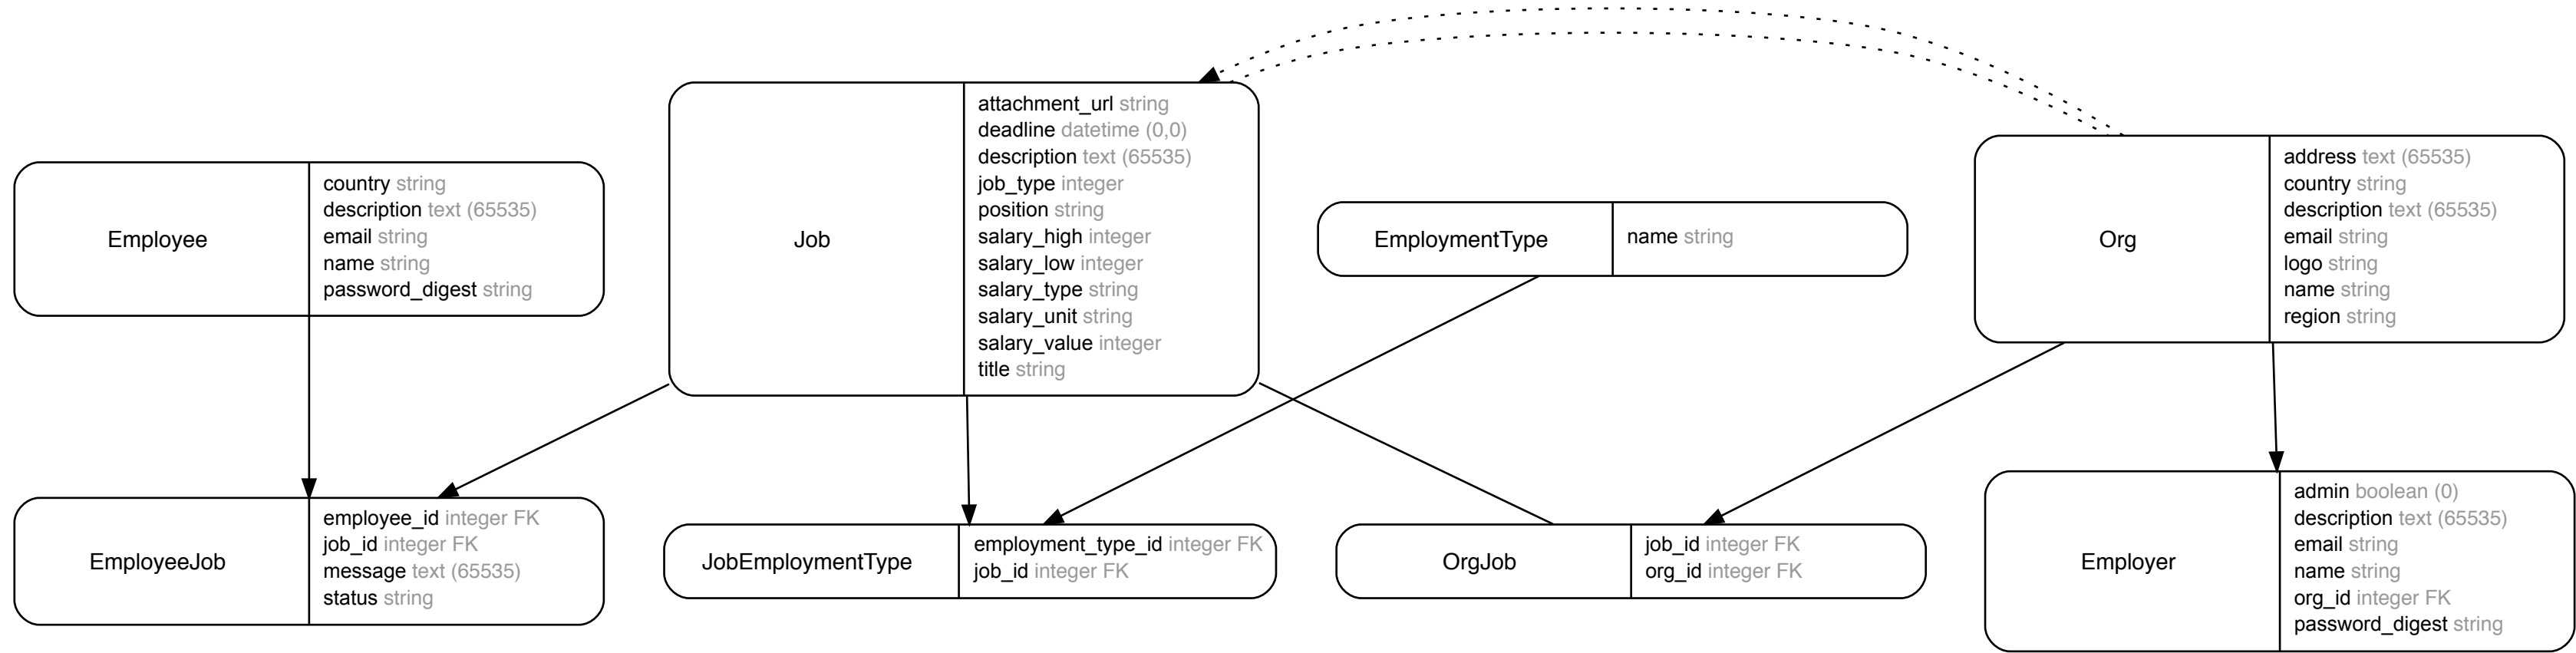 Employee
country string
description text (65535)
email string
name string
password_digest string
Job
attachment_url string
deadline datetime (0,0)
description text (65535)
job_type integer
position string
salary_high integer
salary_low integer
salary_type string
salary_unit string
salary_value integer
title string
EmploymentType
name string
Org
address text (65535)
country string
description text (65535)
email string
logo string
name string
region string
EmployeeJob
employee_id integer FK
job_id integer FK
message text (65535)
status string
JobEmploymentType
employment_type_id integer FK
job_id integer FK
OrgJob
job_id integer FK
org_id integer FK
Employer
admin boolean (0)
description text (65535)
email string
name string
org_id integer FK
password_digest string